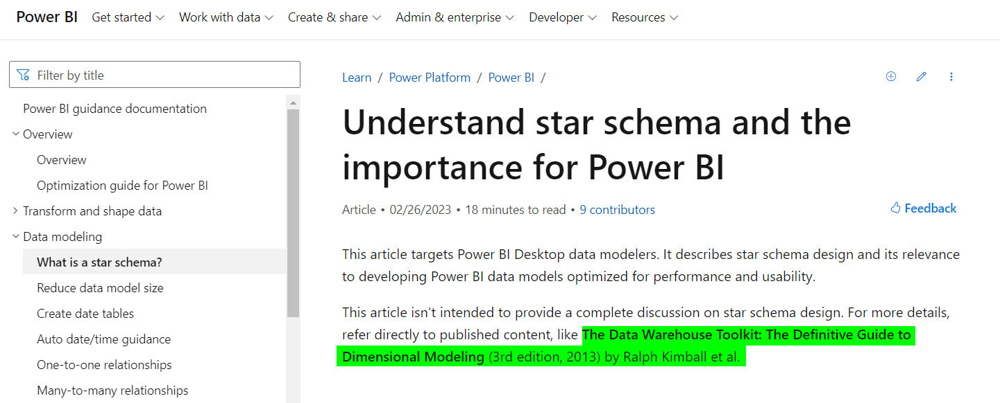 Power BI Get started Work with data Create & share Admin & enterprise Developer Resources
Filter by title
Power BI guidance documentation
Overview
Overview
Optimization guide for Power BI
Transform and shape data
Data modeling
What is a star schema?
Reduce data model size
Create date tables
Auto date/time guidance
One-to-one relationships
Many-to-many relationships
Learn / Power Platform / Power BI /
Understand star schema and the
importance for Power BI
Article • 02/26/2023 • 18 minutes to read • 9 contributors
Feedback
This article targets Power BI Desktop data modelers. It describes star schema design and its relevance
to developing Power BI data models optimized for performance and usability.
This article isn't intended to provide a complete discussion on star schema design. For more details,
refer directly to published content, like The Data Warehouse Toolkit: The Definitive Guide to
Dimensional Modeling (3rd edition, 2013) by Ralph Kimball et al.